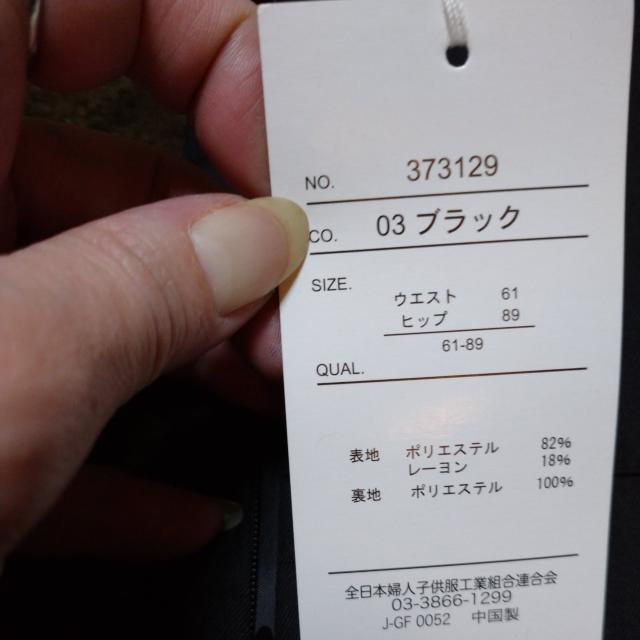 NO. 373129
CO. 03 ブラック
SIZE.
ウエスト 61
ヒップ 89
61-89
QUAL.
表地 ポリエステル 82%
レーヨン 18%
裏地 ポリエステル 100%
全日本婦人子供服工業組合連合会
03-3866-1299
J-GF 0052 中国製